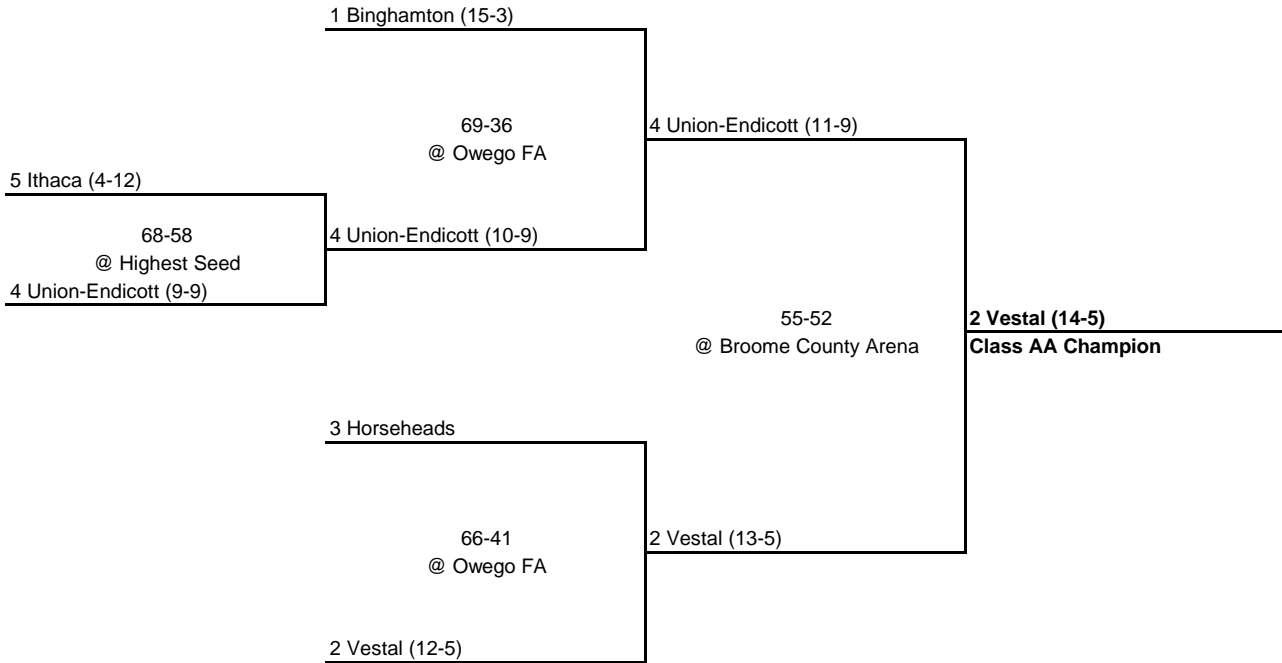 1 Binghamton (15-3)
69-36
@ Owego FA
4 Union-Endicott (11-9)
5 Ithaca (4-12)
68-58
@ Highest Seed
4 Union-Endicott (10-9)
4 Union-Endicott (9-9)
55-52
@ Broome County Arena
2 Vestal (14-5)
Class AA Champion
3 Horseheads
66-41
@ Owego FA
2 Vestal (13-5)
2 Vestal (12-5)